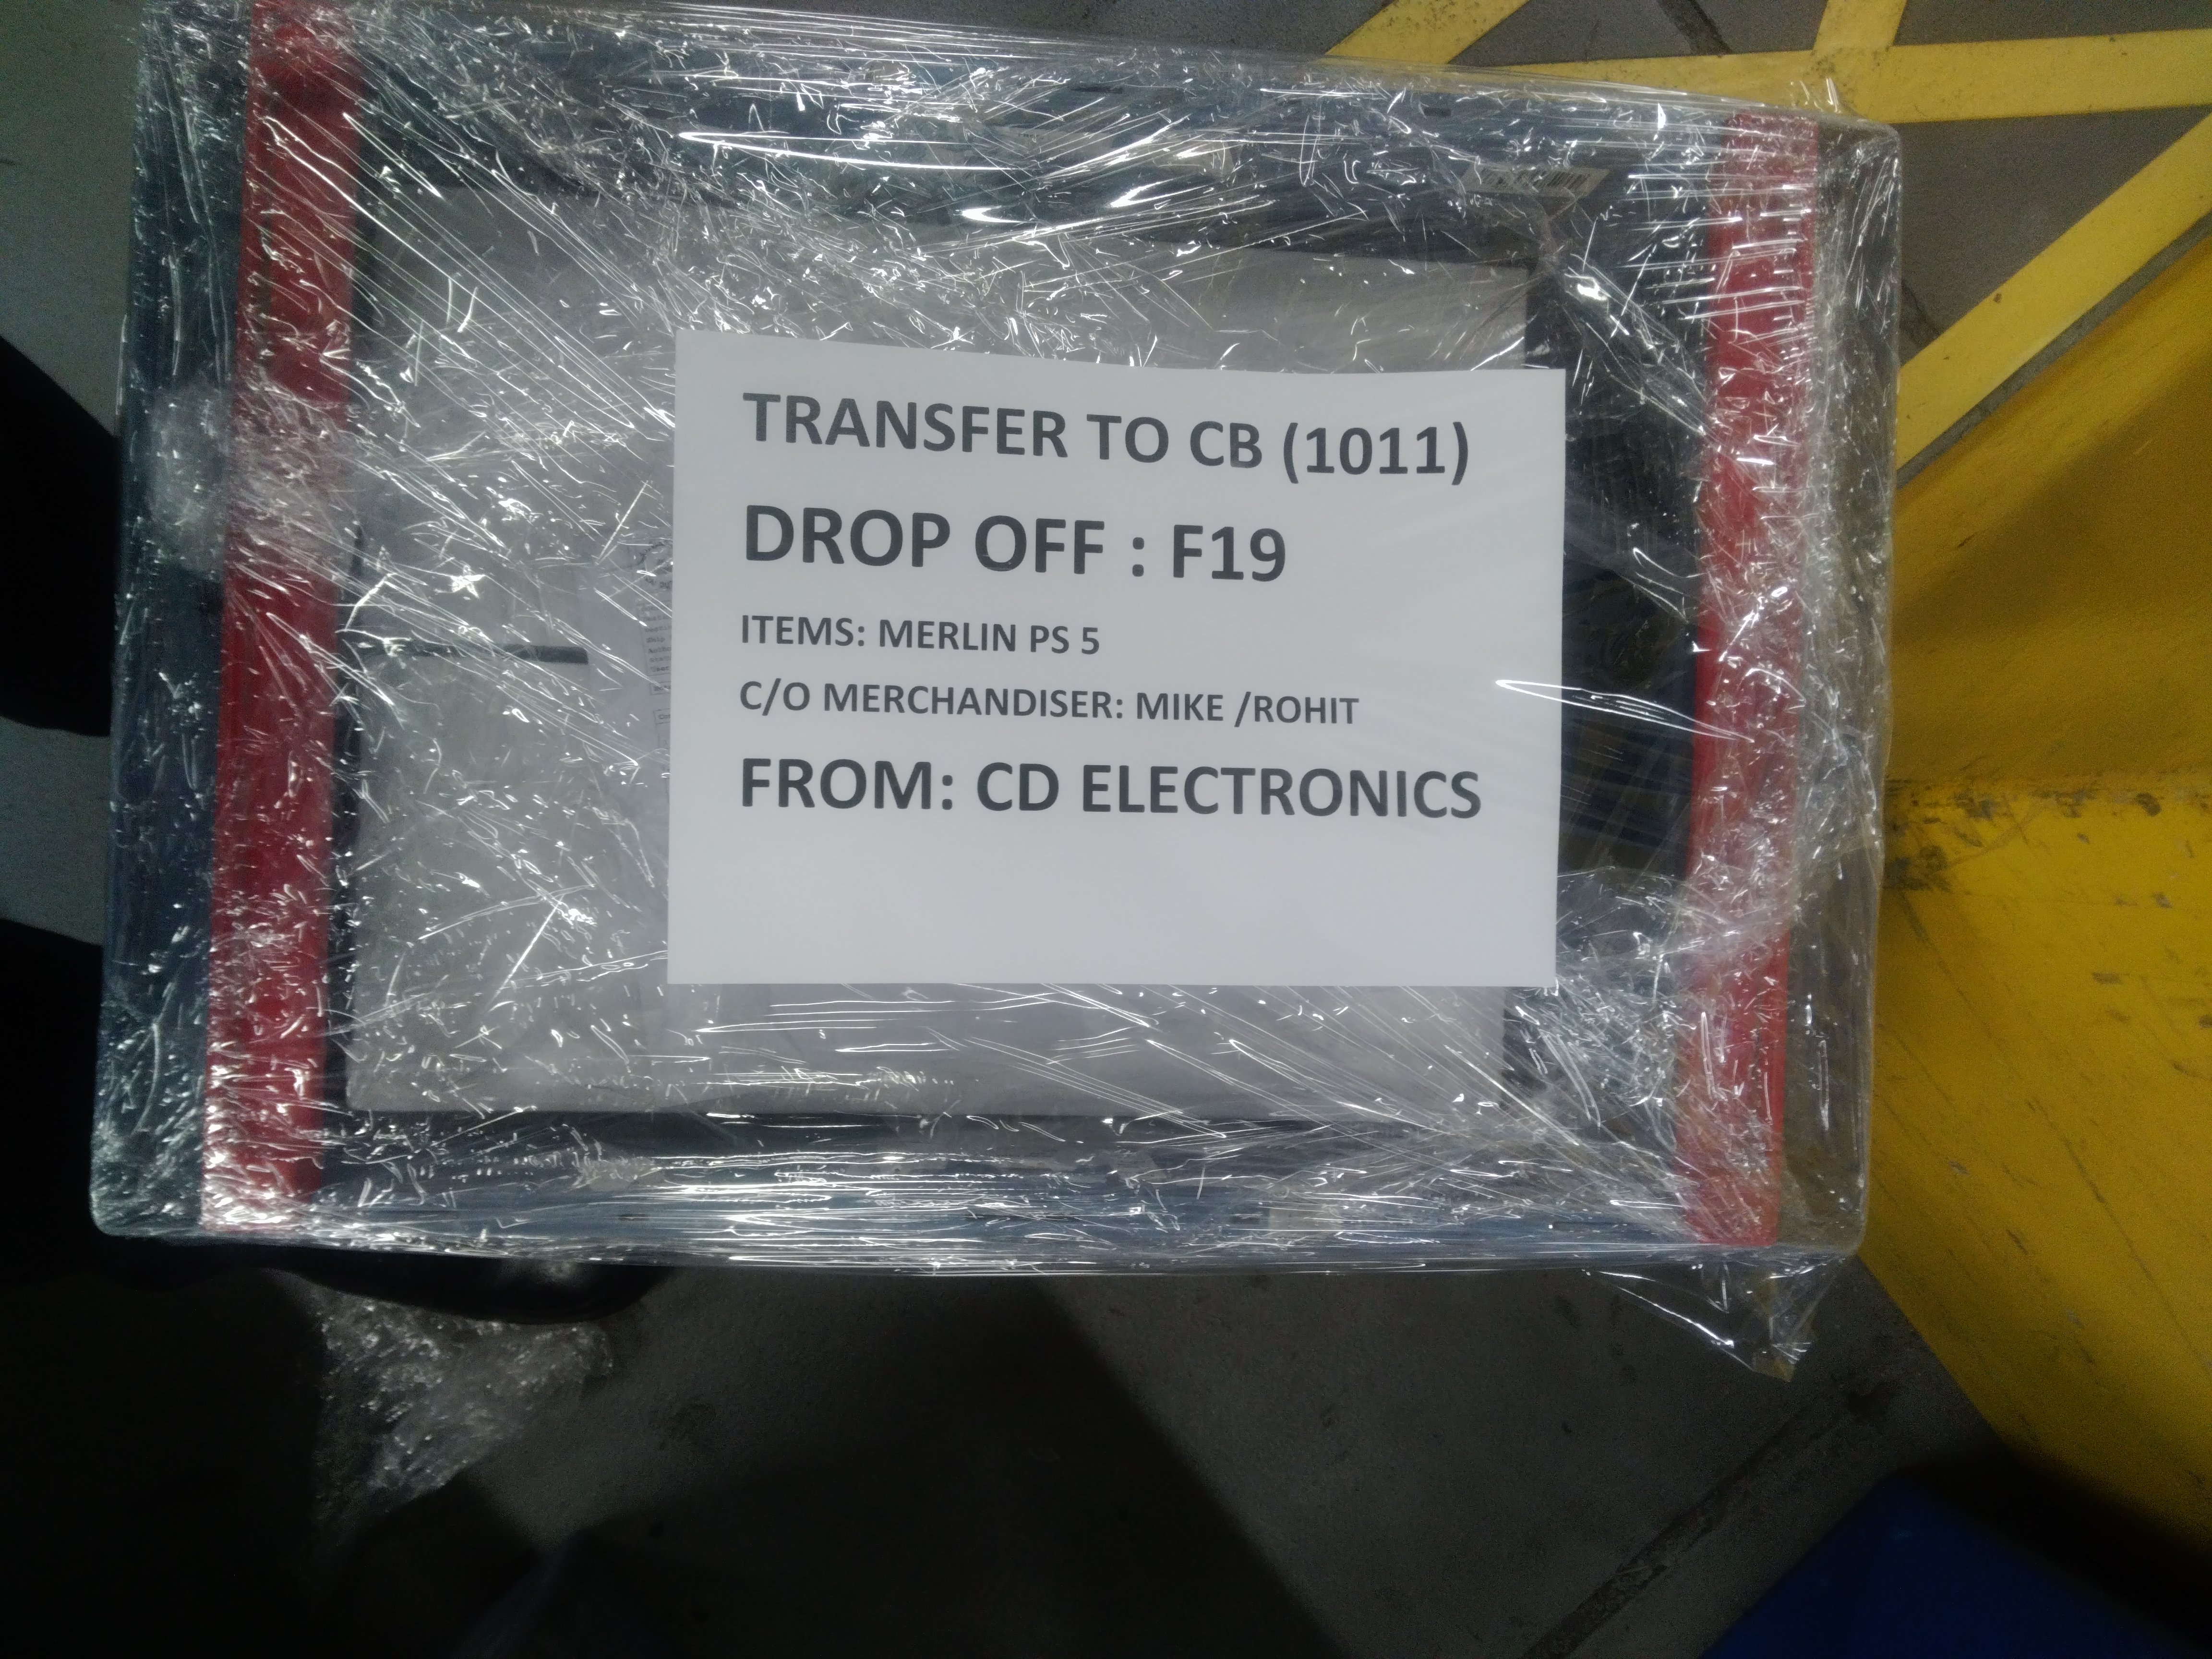 TRANSFER TO CB (1011)
DROP OFF : F19
ITEMS: MERLIN PS 5
C/O MERCHANDISER: MIKE /ROHIT
FROM: CD ELECTRONICS